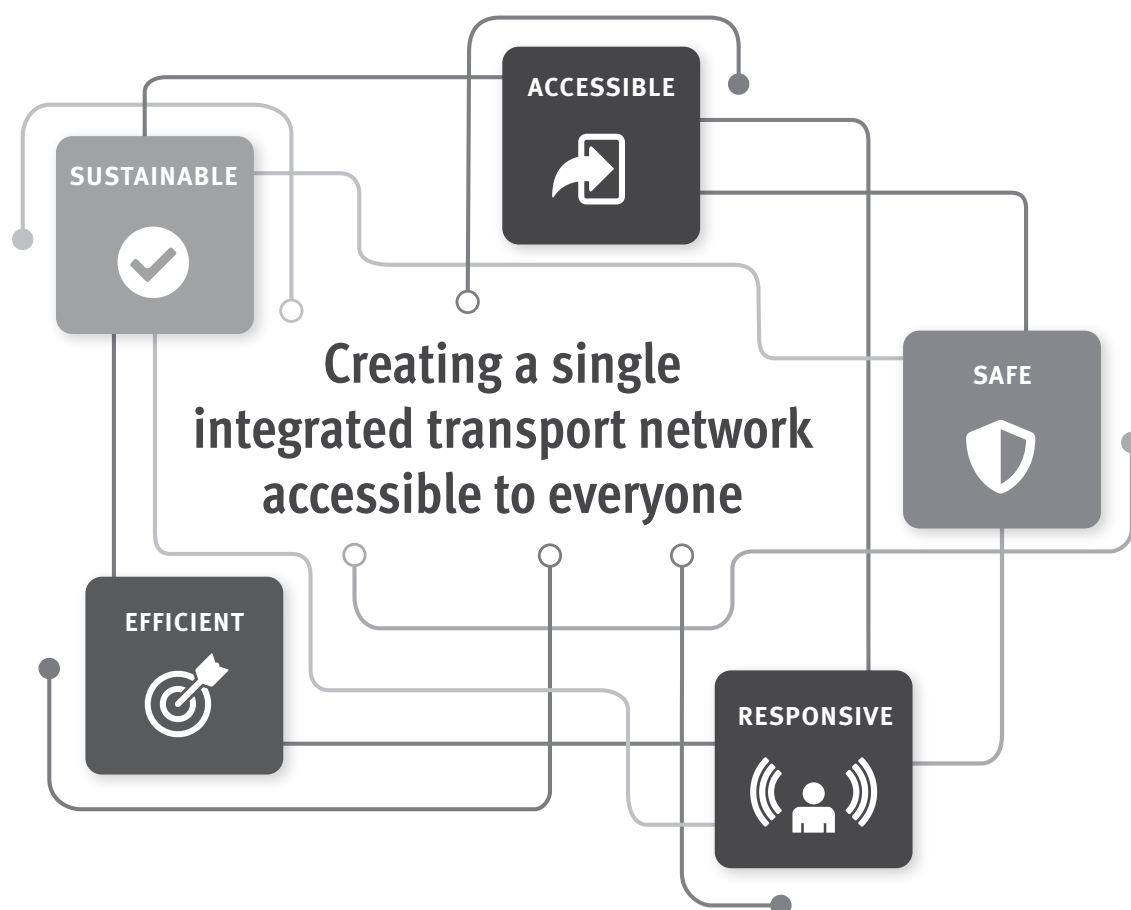 ACCESSIBLE
SUSTAINABLE
Creating a single
integrated transport network
accessible to everyone
SAFE
EFFICIENT
RESPONSIVE